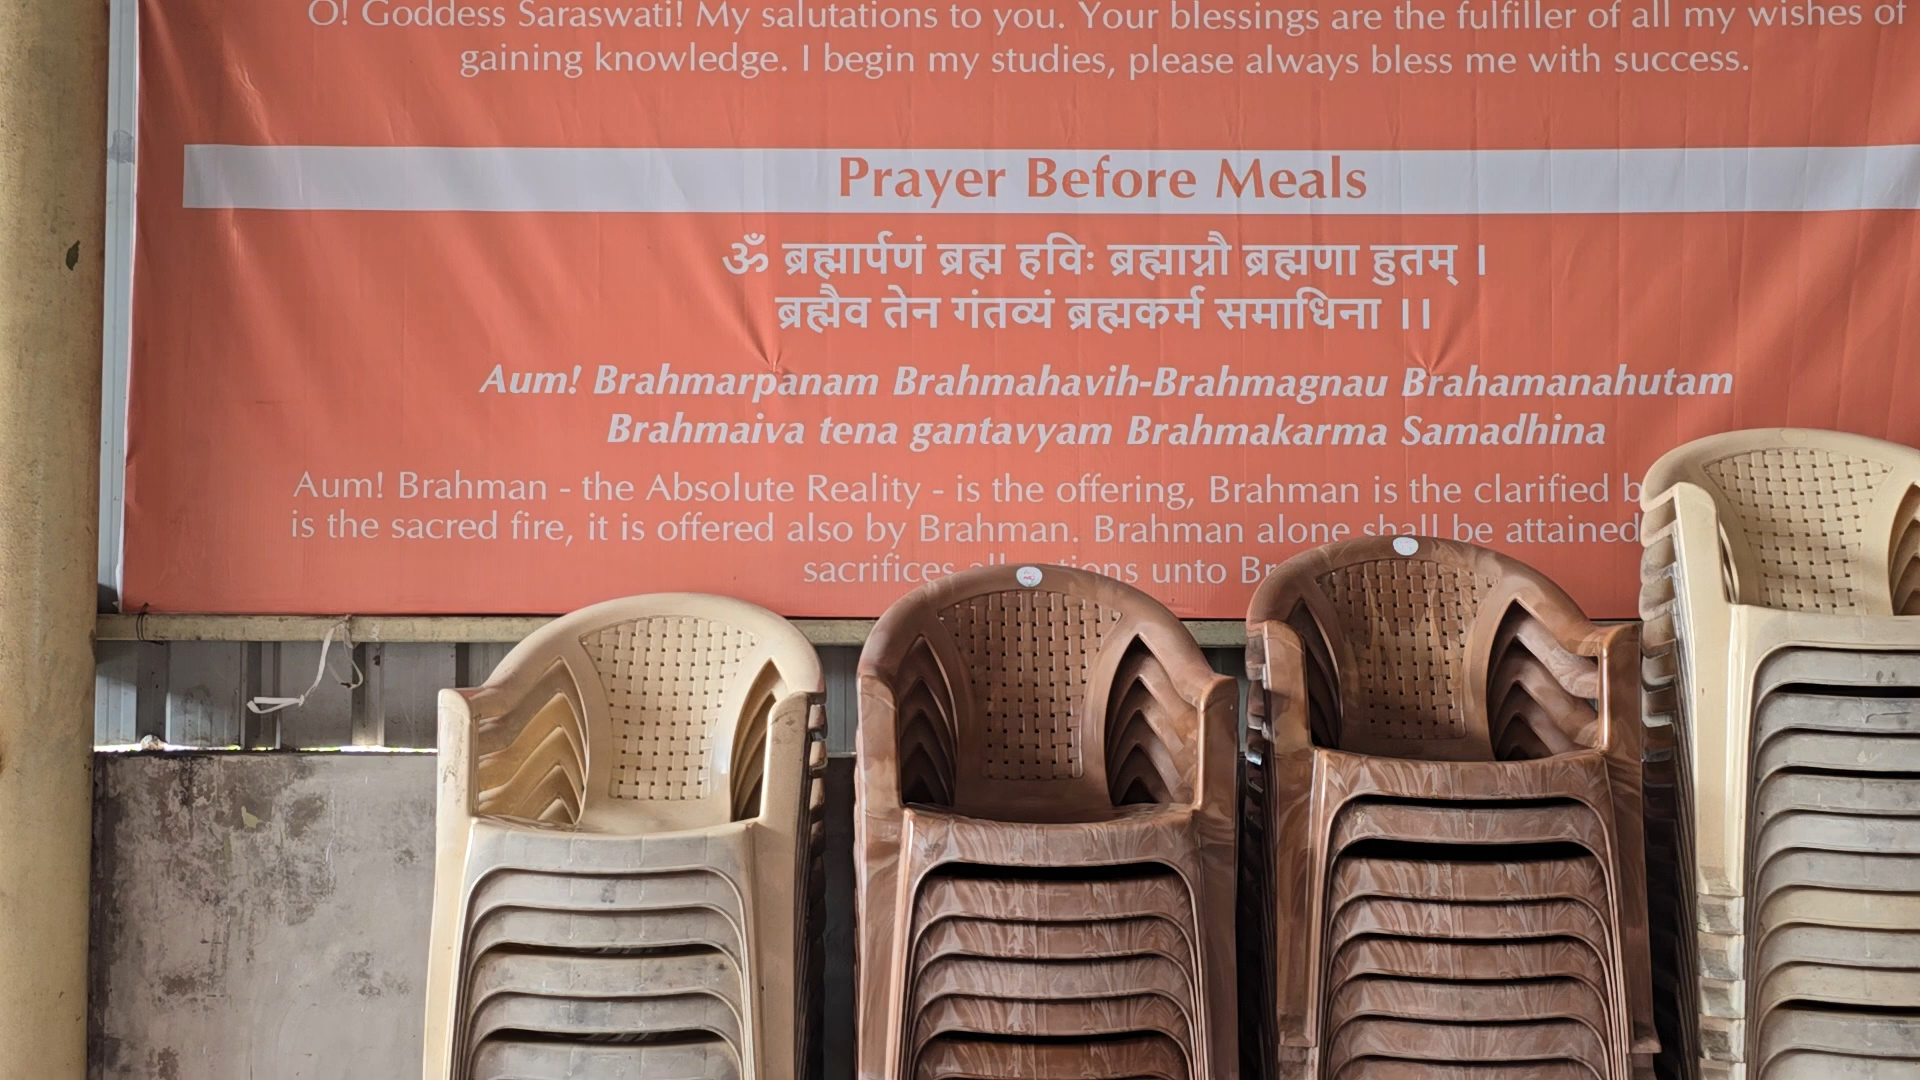 O! Goddess Saraswati! My salutations to you. Your blessings are the fulfiller of all my wishes of
gaining knowledge. I begin my studies, please always bless me with success.
Prayer Before Meals
ॐ ब्रह्मार्पणं ब्रह्म हविः ब्रह्माग्नौ ब्रह्मणा हुतम् ।
ब्रह्मैव तेन गंतव्यं ब्रह्मकर्म समाधिना ।।
Aum! Brahmarpanam Brahmahavih-Brahmagnau Brahamanahutam
Brahmaiva tena gantavyam Brahmakarma Samadhina
Aum! Brahman - the Absolute Reality - is the offering, Brahman is the clarified
is the sacred fire, it is offered also by Brahman. Brahman alone shall be attained
sacrifices unto